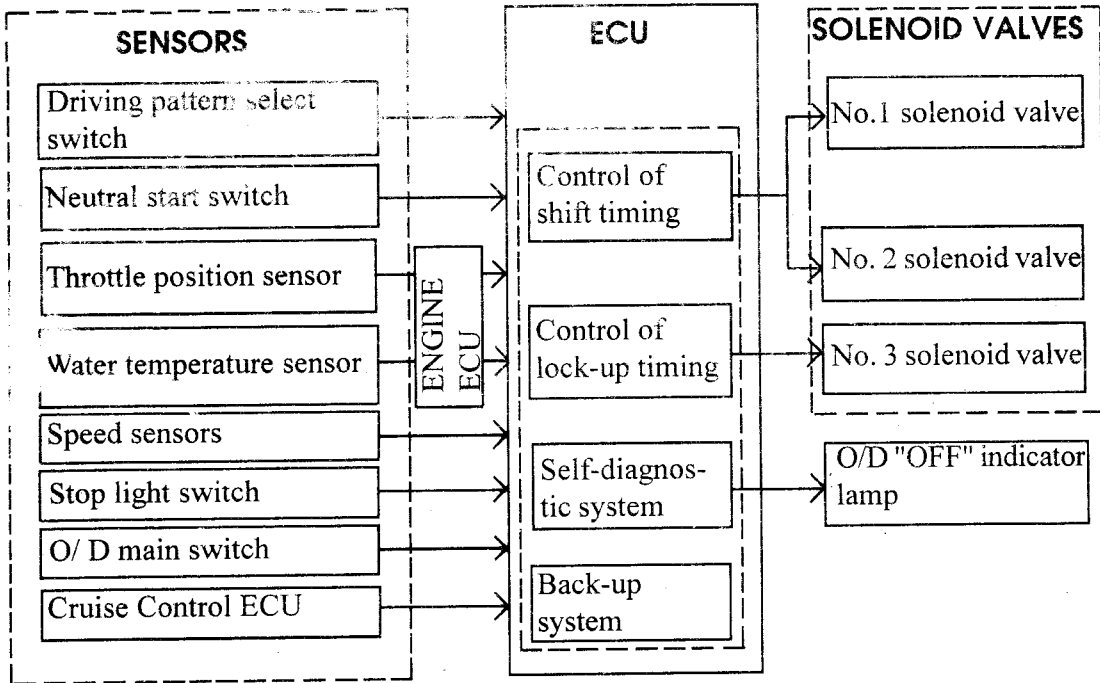 SENSORS
Driving pattern select
switch
Neutral start switch
Throttle position sensor
Water temperature sensor
Speed sensors
Stop light switch
O/ D main switch
Cruise Control ECU
ENGINE
ECU
ECU
Control of
shift timing
Control of
lock-up timing
Self-diagnos-
tic system
Back-up
system
SOLENOID VALVES
No.1 solenoid valve
No. 2 solenoid valve
No. 3 solenoid valve
O/D "OFF" indicator
lamp